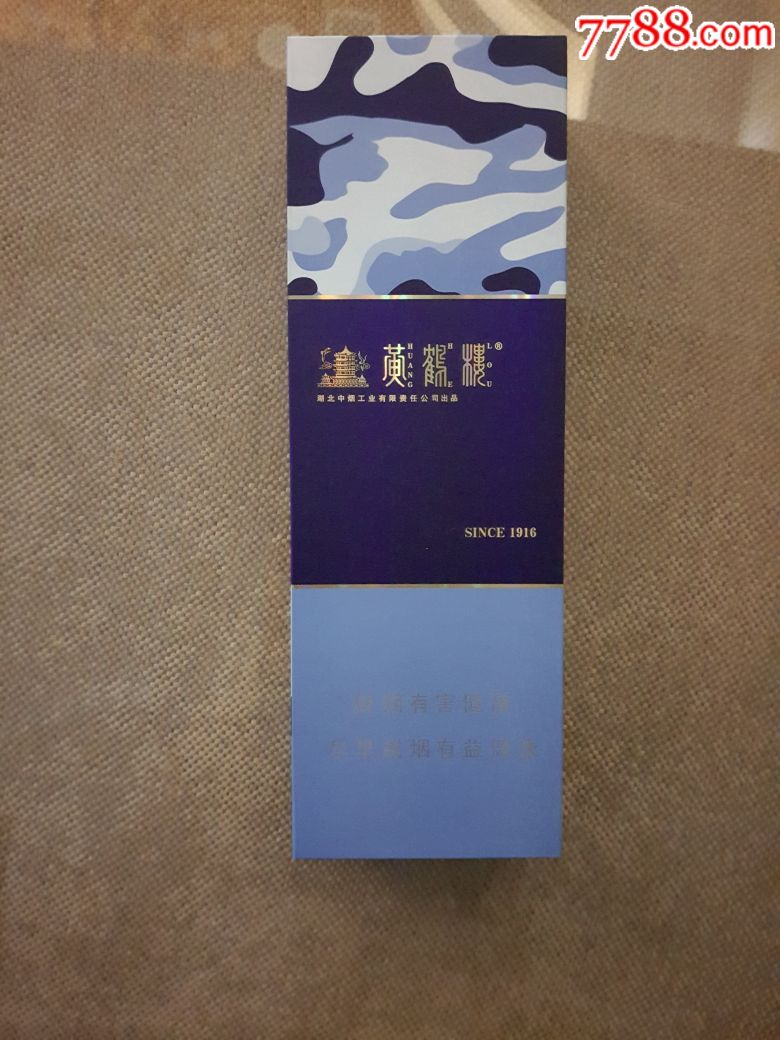 7788.com
黄鹤楼®
HUANG HE LOU
湖北中烟工业有限责任公司出品
SINCE 1916
吸烟有害健康
尽早戒烟有益健康